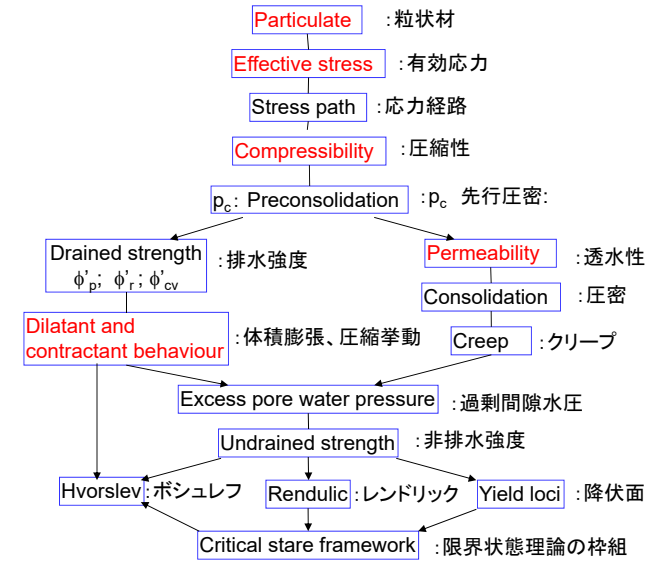 Particulate :粒状材
Effective stress :有効応力
Stress path :応力経路
Compressibility :圧縮性
pc: Preconsolidation :pc 先行圧密:
Drained strength :排水強度
ϕ'p; ϕ'r; ϕ'cv
Permeability :透水性
Consolidation :圧密
Dilatant and
contractant behaviour :体積膨張、圧縮挙動
Creep :クリープ
Excess pore water pressure :過剰間隙水圧
Undrained strength :非排水強度
Hvorslev :ボシュレフ Rendulic :レンドリック Yield loci :降伏面
Critical stare framework :限界状態理論の枠組